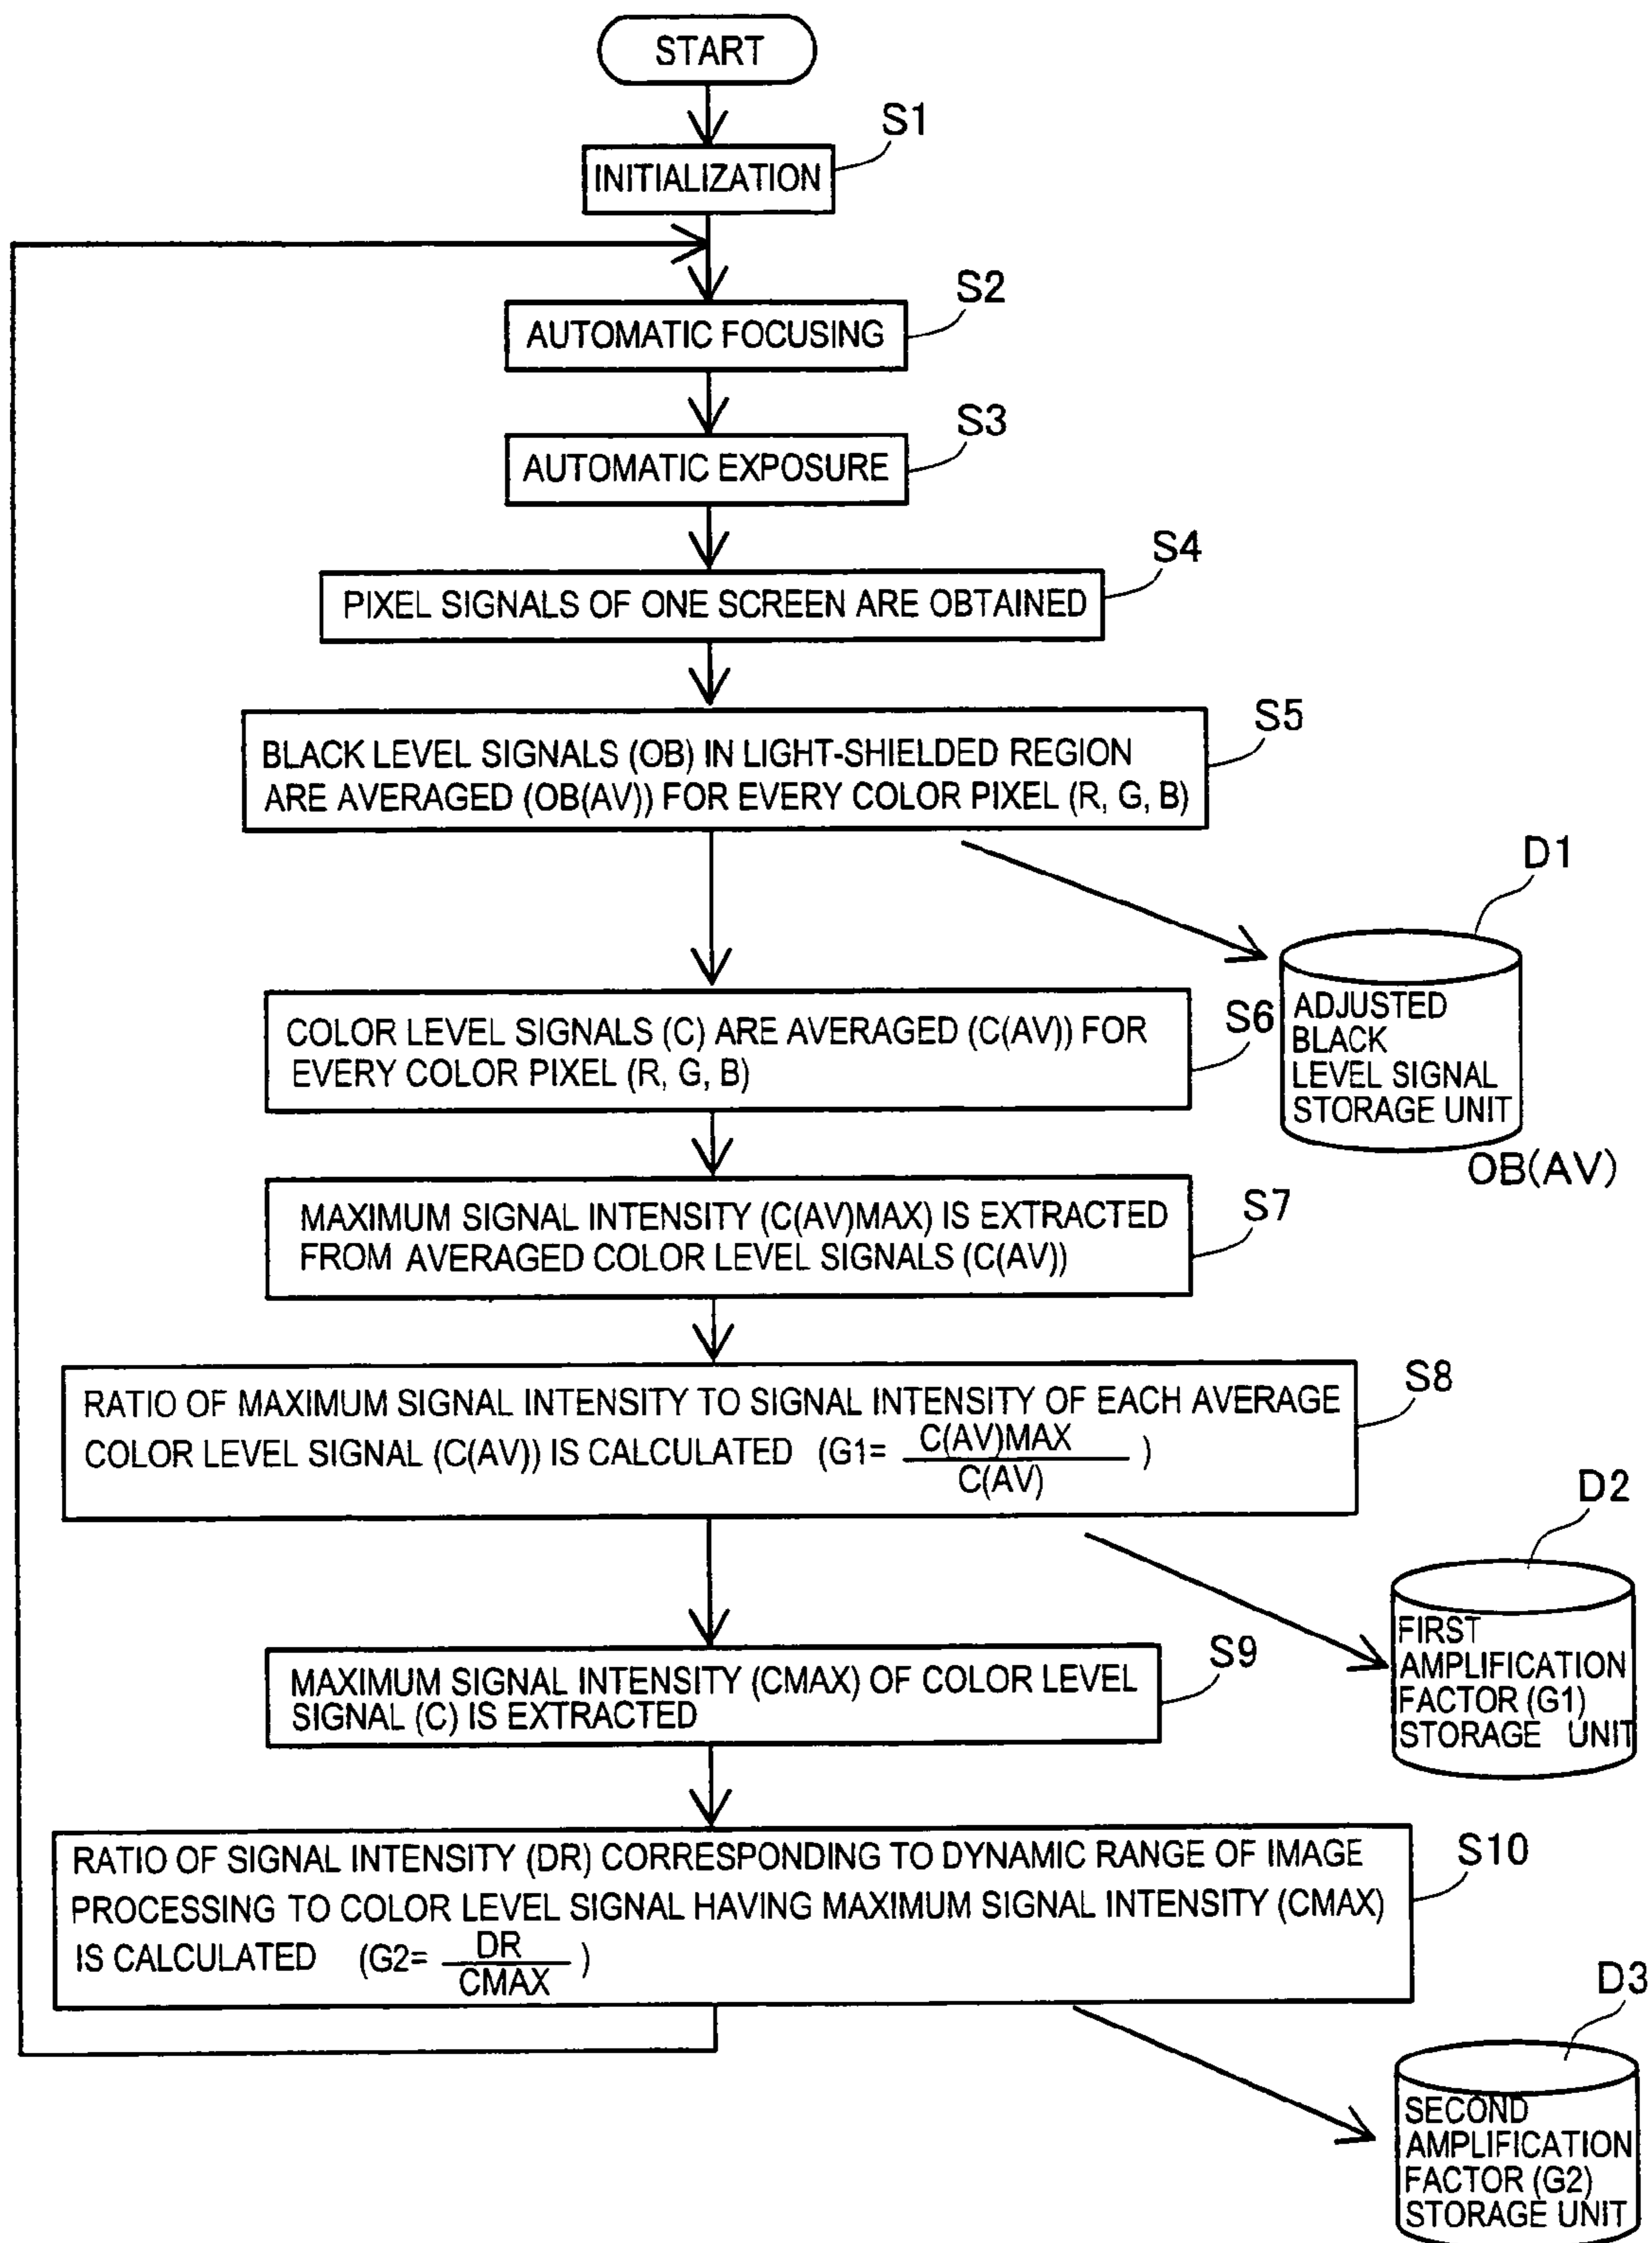 START
S1
INITIALIZATION
S2
AUTOMATIC FOCUSING
S3
AUTOMATIC EXPOSURE
S4
PIXEL SIGNALS OF ONE SCREEN ARE OBTAINED
S5
BLACK LEVEL SIGNALS (OB) IN LIGHT-SHIELDED REGION
ARE AVERAGED (OB(AV)) FOR EVERY COLOR PIXEL (R, G, B)
D1
ADJUSTED
BLACK
LEVEL SIGNAL
STORAGE UNIT
OB(AV)
S6
COLOR LEVEL SIGNALS (C) ARE AVERAGED (C(AV)) FOR
EVERY COLOR PIXEL (R, G, B)
S7
MAXIMUM SIGNAL INTENSITY (C(AV)MAX) IS EXTRACTED
FROM AVERAGED COLOR LEVEL SIGNALS (C(AV))
S8
RATIO OF MAXIMUM SIGNAL INTENSITY TO SIGNAL INTENSITY OF EACH AVERAGE
COLOR LEVEL SIGNAL (C(AV)) IS CALCULATED (G1= C(AV)MAX / C(AV) )
D2
FIRST
AMPLIFICATION
FACTOR (G1)
STORAGE UNIT
S9
MAXIMUM SIGNAL INTENSITY (CMAX) OF COLOR LEVEL
SIGNAL (C) IS EXTRACTED
S10
RATIO OF SIGNAL INTENSITY (DR) CORRESPONDING TO DYNAMIC RANGE OF IMAGE
PROCESSING TO COLOR LEVEL SIGNAL HAVING MAXIMUM SIGNAL INTENSITY (CMAX)
IS CALCULATED (G2= DR / CMAX )
D3
SECOND
AMPLIFICATION
FACTOR (G2)
STORAGE UNIT